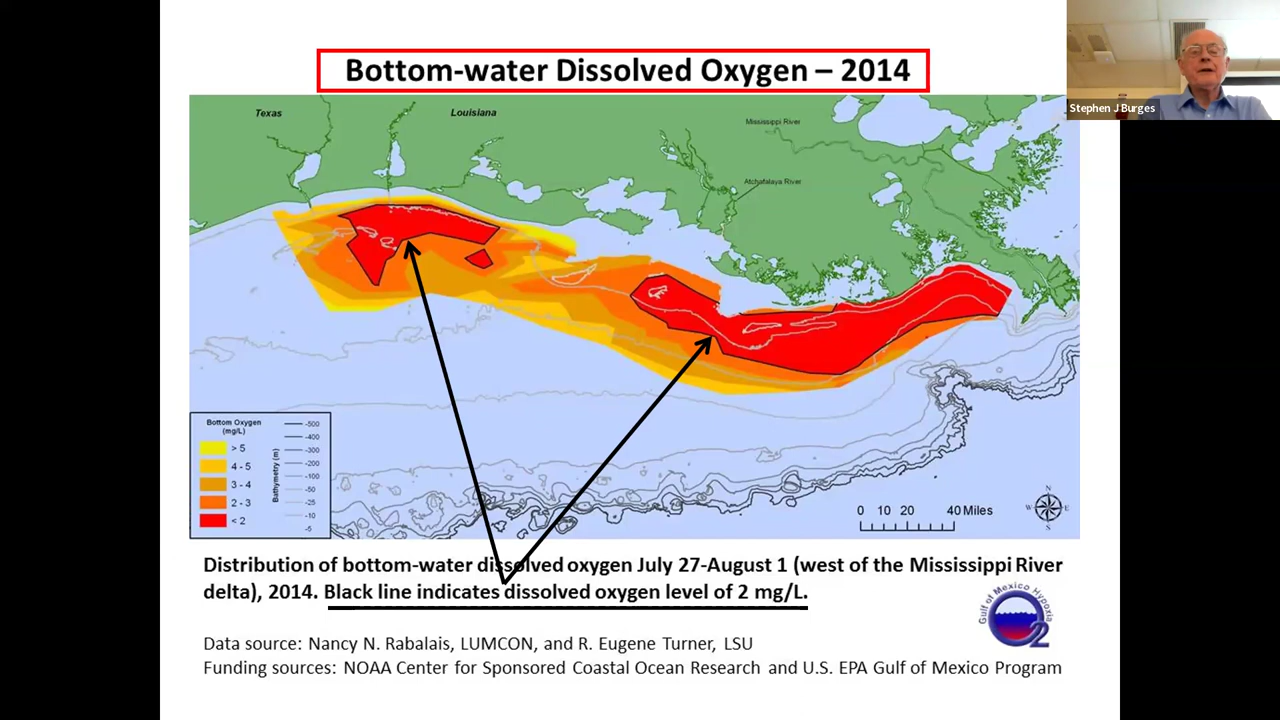 Bottom-water Dissolved Oxygen – 2014
Stephen J Burges
Texas
Louisiana
Mississippi River
Atchafalaya River
Bottom Oxygen
(mg/L)
> 5
4 - 5
3 - 4
2 - 3
< 2
Bathymetry (m)
-500
-400
-300
-200
-100
-50
-25
-10
-5
N
W E
S
0 10 20 40 Miles
Distribution of bottom-water dissolved oxygen July 27-August 1 (west of the Mississippi River
delta), 2014. Black line indicates dissolved oxygen level of 2 mg/L.
Gulf of Mexico Hypoxia
O2
Data source: Nancy N. Rabalais, LUMCON, and R. Eugene Turner, LSU
Funding sources: NOAA Center for Sponsored Coastal Ocean Research and U.S. EPA Gulf of Mexico Program